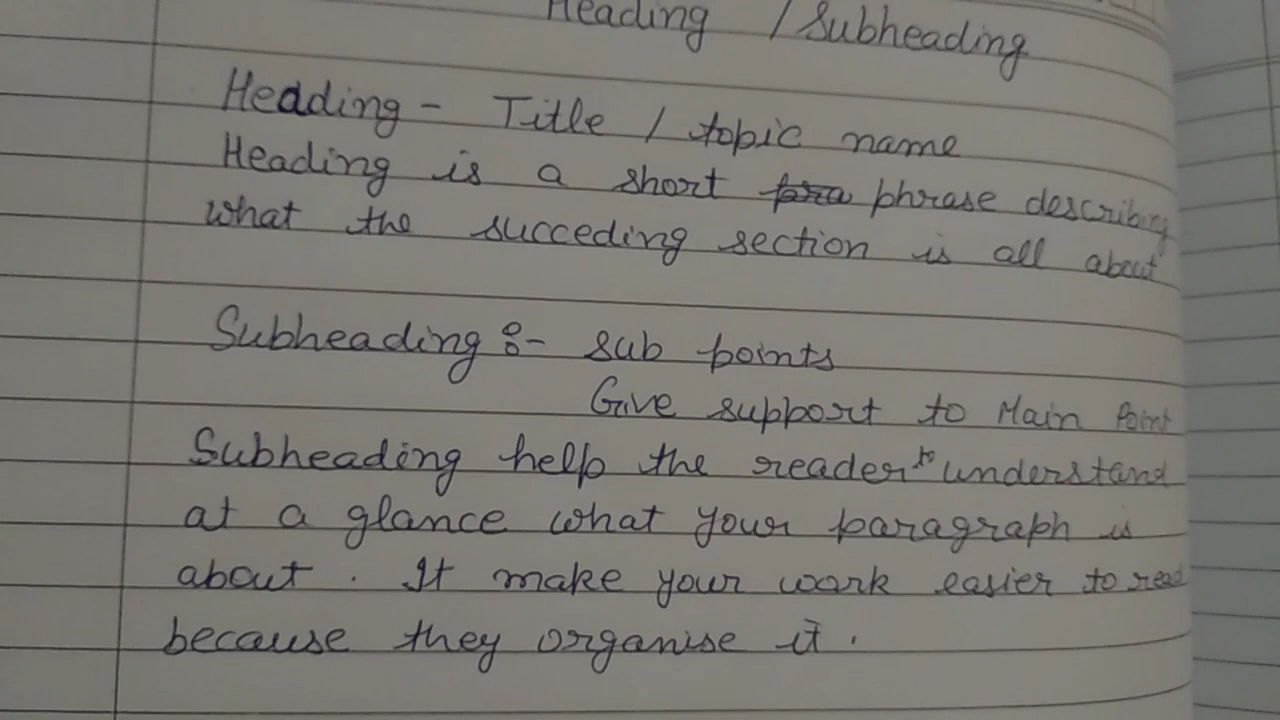 Heading / Subheading
Heading - Title / topic name
Heading is a short phrase describing
what the succeding section is all about
Subheading :- sub points
Give support to Main Point
Subheading help the reader to understand
at a glance what your paragraph is
about . It make your work easier to read
because they organise it .